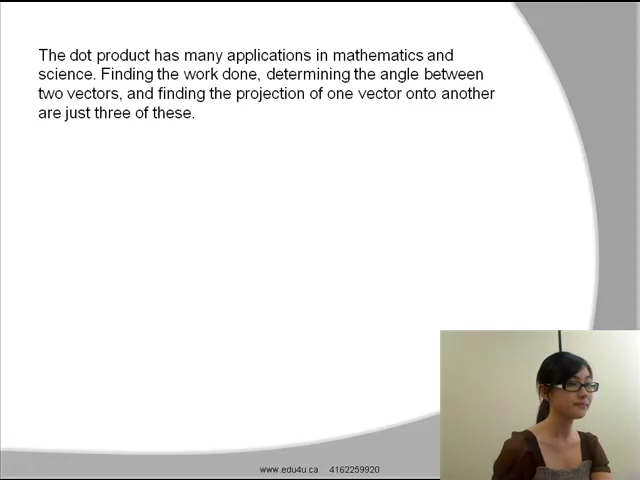 The dot product has many applications in mathematics and
science. Finding the work done, determining the angle between
two vectors, and finding the projection of one vector onto another
are just three of these.
www.edu4u.ca 4162259920